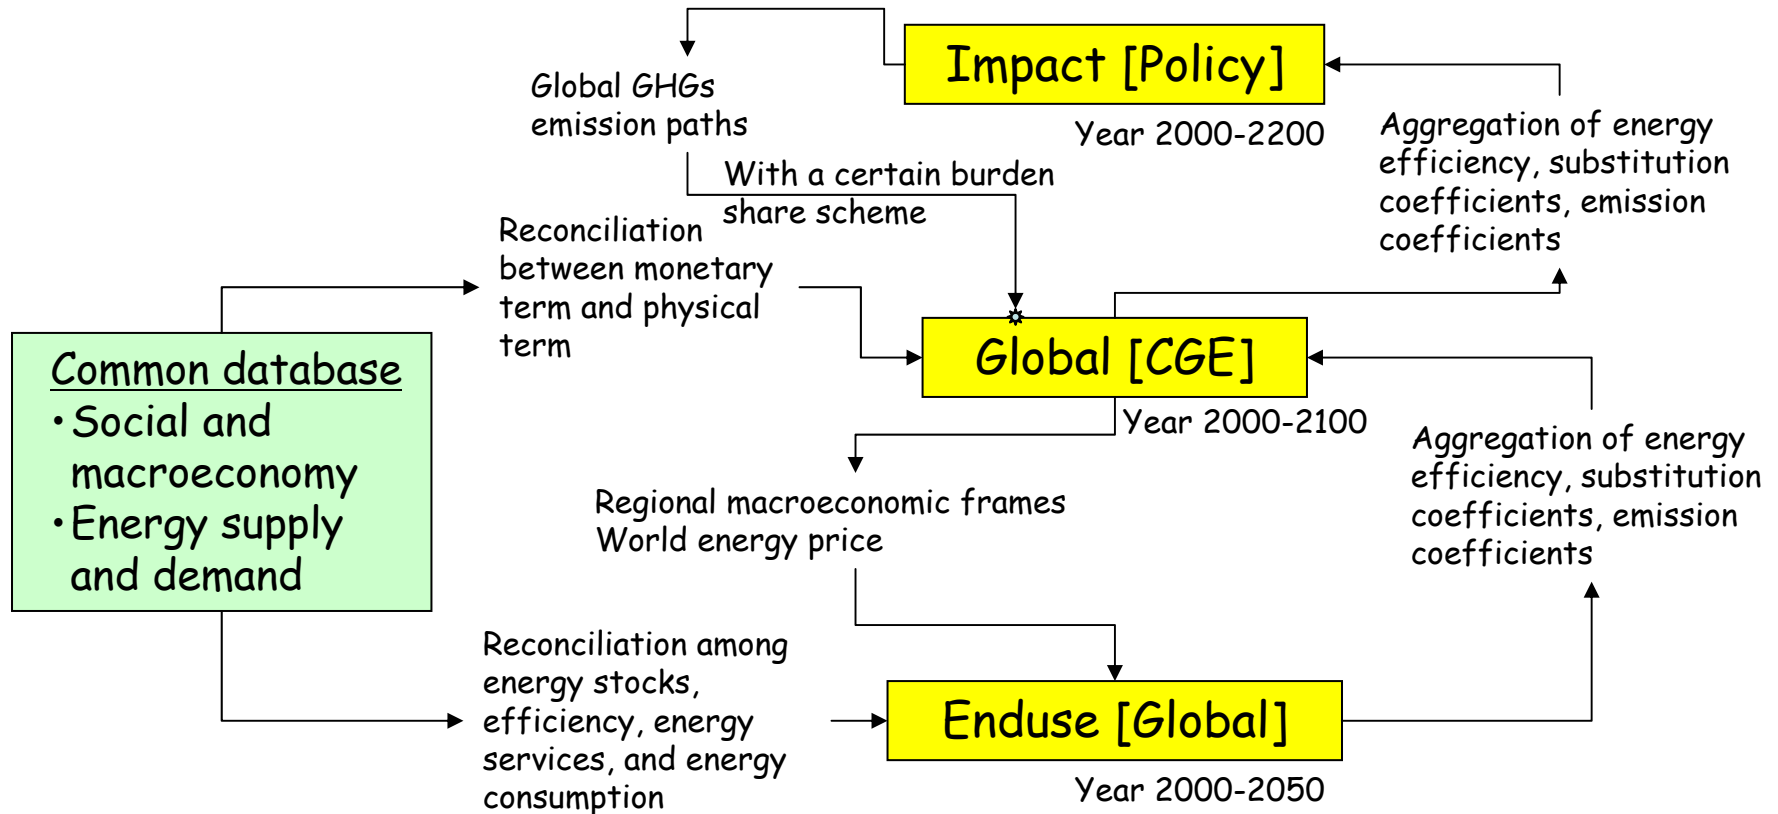 Impact [Policy]
Year 2000-2200
Global GHGs
emission paths
With a certain burden
share scheme
Aggregation of energy
efficiency, substitution
coefficients, emission
coefficients
Reconciliation
between monetary
term and physical
term
Global [CGE]
Year 2000-2100
Common database
・Social and
macroeconomy
・Energy supply
and demand
Regional macroeconomic frames
World energy price
Aggregation of energy
efficiency, substitution
coefficients, emission
coefficients
Reconciliation among
energy stocks,
efficiency, energy
services, and energy
consumption
Enduse [Global]
Year 2000-2050